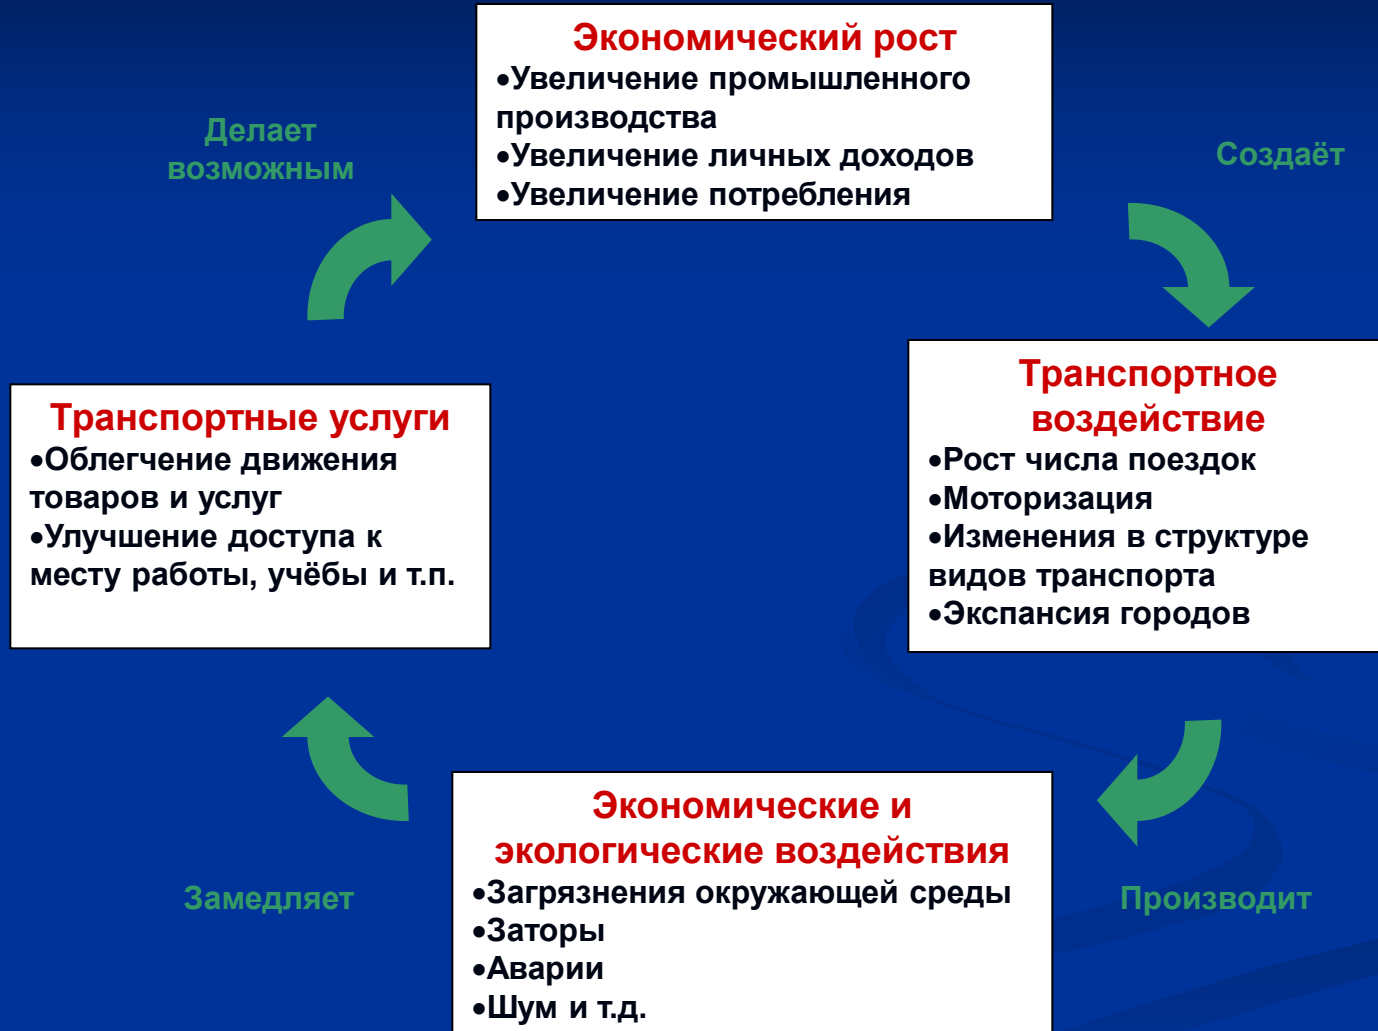 Экономический рост
•Увеличение промышленного
производства
•Увеличение личных доходов
•Увеличение потребления
Делает
возможным
Создаёт
Транспортное
воздействие
•Рост числа поездок
•Моторизация
•Изменения в структуре
видов транспорта
•Экспансия городов
Транспортные услуги
•Облегчение движения
товаров и услуг
•Улучшение доступа к
месту работы, учёбы и т.п.
Экономические и
экологические воздействия
•Загрязнения окружающей среды
•Заторы
•Аварии
•Шум и т.д.
Замедляет
Производит